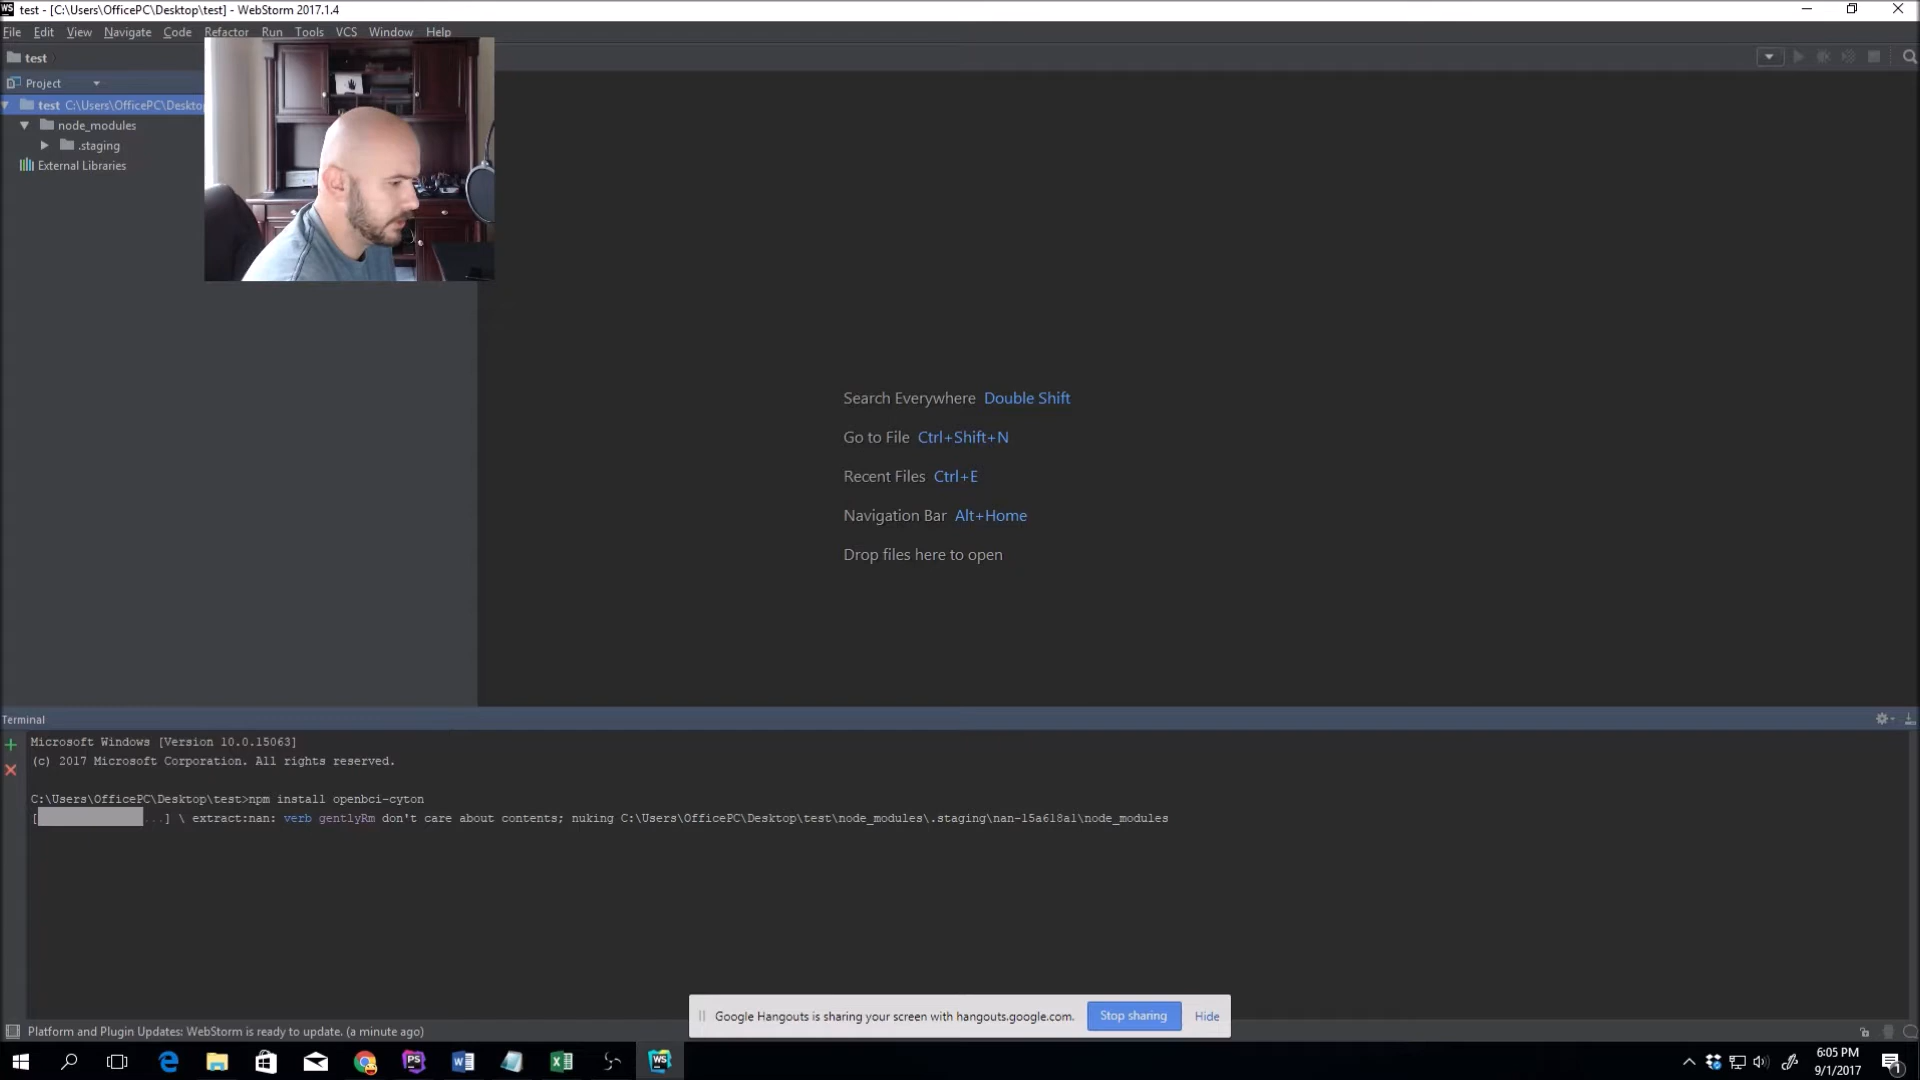 WS test - [C:\Users\OfficePC\Desktop\test] - WebStorm 2017.1.4
File Edit View Navigate Code Refactor Run Tools VCS Window Help
test
Project
test C:\Users\OfficePC\Deskto
node_modules
.staging
External Libraries
Search Everywhere Double Shift
Go to File Ctrl+Shift+N
Recent Files Ctrl+E
Navigation Bar Alt+Home
Drop files here to open
Terminal
Microsoft Windows [Version 10.0.15063]
(c) 2017 Microsoft Corporation. All rights reserved.
C:\Users\OfficePC\Desktop\test>npm install openbci-cyton
[ ...] \ extract:nan: verb gentlyRm don't care about contents; nuking C:\Users\OfficePC\Desktop\test\node_modules\.staging\nan-15a618a1\node_modules
Google Hangouts is sharing your screen with hangouts.google.com. Stop sharing Hide
Platform and Plugin Updates: WebStorm is ready to update. (a minute ago)
PS WS
6:05 PM
9/1/2017
1